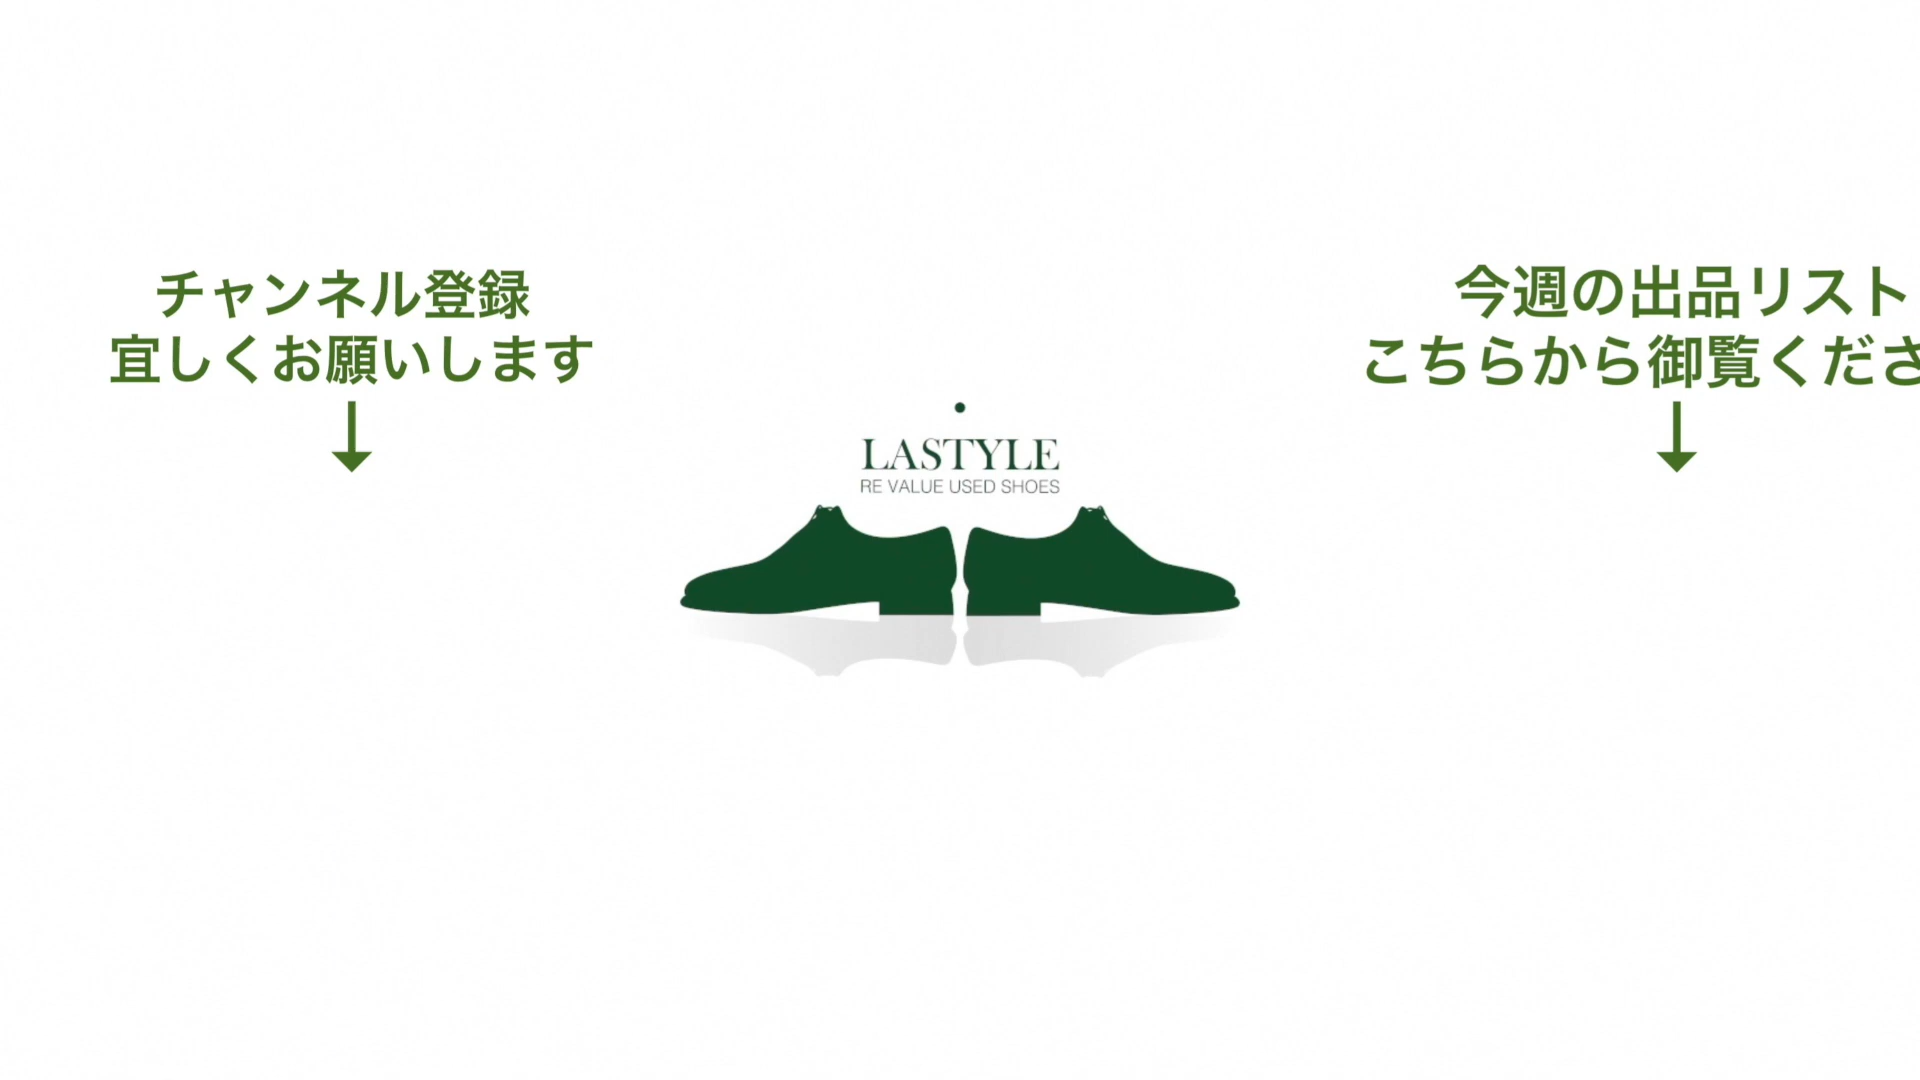 チャンネル登録
宜しくお願いします
↓
LASTYLE
RE VALUE USED SHOES
今週の出品リスト
こちらから御覧くださ
↓